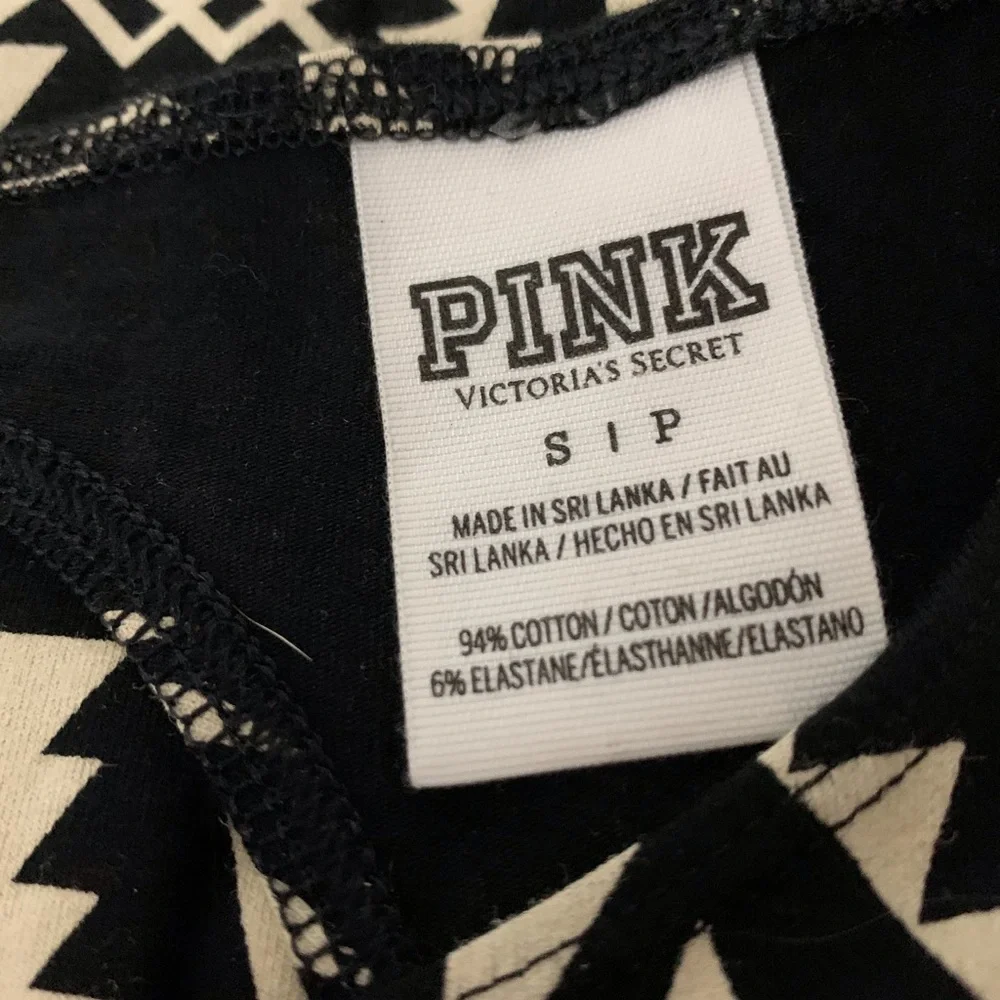 PINK
VICTORIA'S SECRET
S | P
MADE IN SRI LANKA / FAIT AU
SRI LANKA / HECHO EN SRI LANKA
94% COTTON / COTON /ALGODÓN
6% ELASTANE/ÉLASTHANNE/ELASTANO